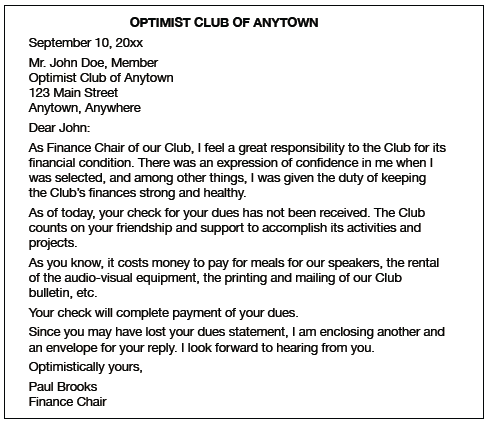 OPTIMIST CLUB OF ANYTOWN
September 10, 20xx
Mr. John Doe, Member
Optimist Club of Anytown
123 Main Street
Anytown, Anywhere
Dear John:
As Finance Chair of our Club, I feel a great responsibility to the Club for its
financial condition. There was an expression of confidence in me when I
was selected, and among other things, I was given the duty of keeping
the Club's finances strong and healthy.
As of today, your check for your dues has not been received. The Club
counts on your friendship and support to accomplish its activities and
projects.
As you know, it costs money to pay for meals for our speakers, the rental
of the audio-visual equipment, the printing and mailing of our Club
bulletin, etc.
Your check will complete payment of your dues.
Since you may have lost your dues statement, I am enclosing another and
an envelope for your reply. I look forward to hearing from you.
Optimistically yours,
Paul Brooks
Finance Chair